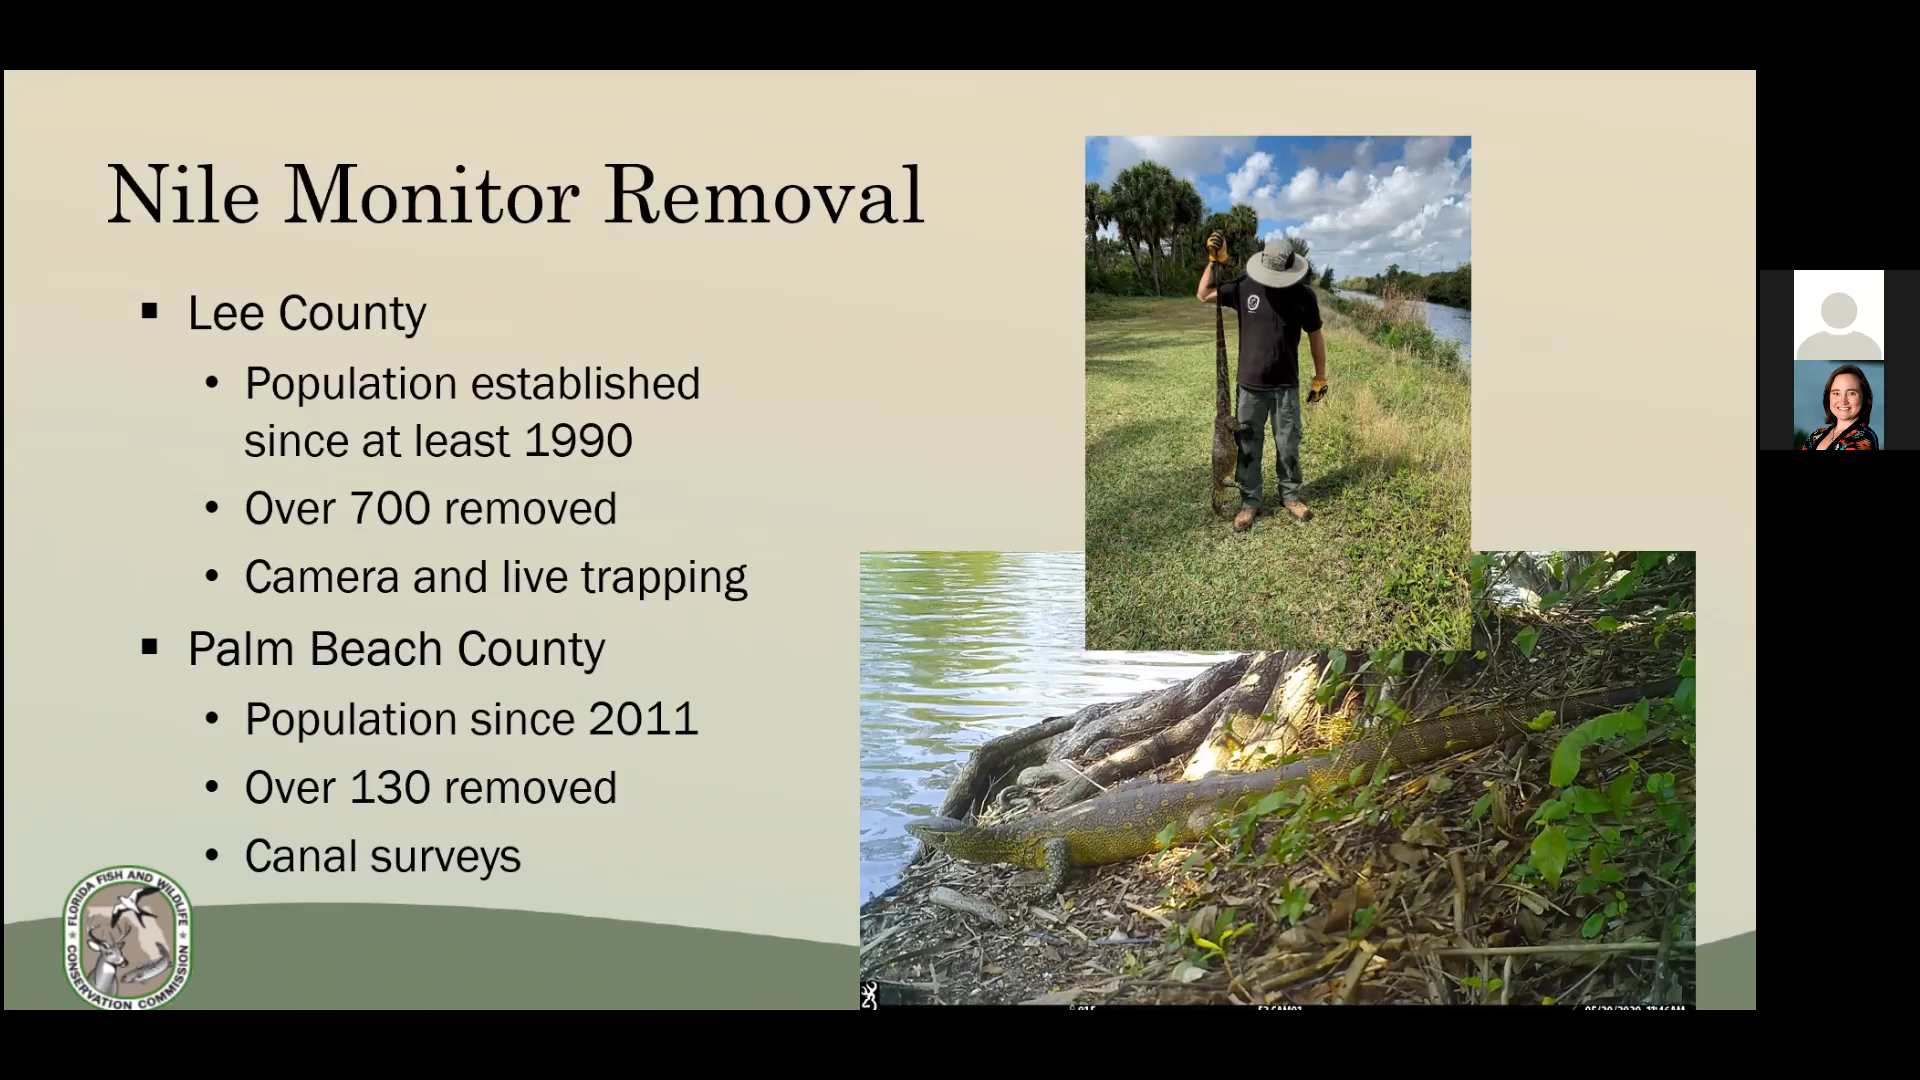 Nile Monitor Removal
▪ Lee County
• Population established
since at least 1990
• Over 700 removed
• Camera and live trapping
▪ Palm Beach County
• Population since 2011
• Over 130 removed
• Canal surveys
FLORIDA FISH AND WILDLIFE
CONSERVATION COMMISSION